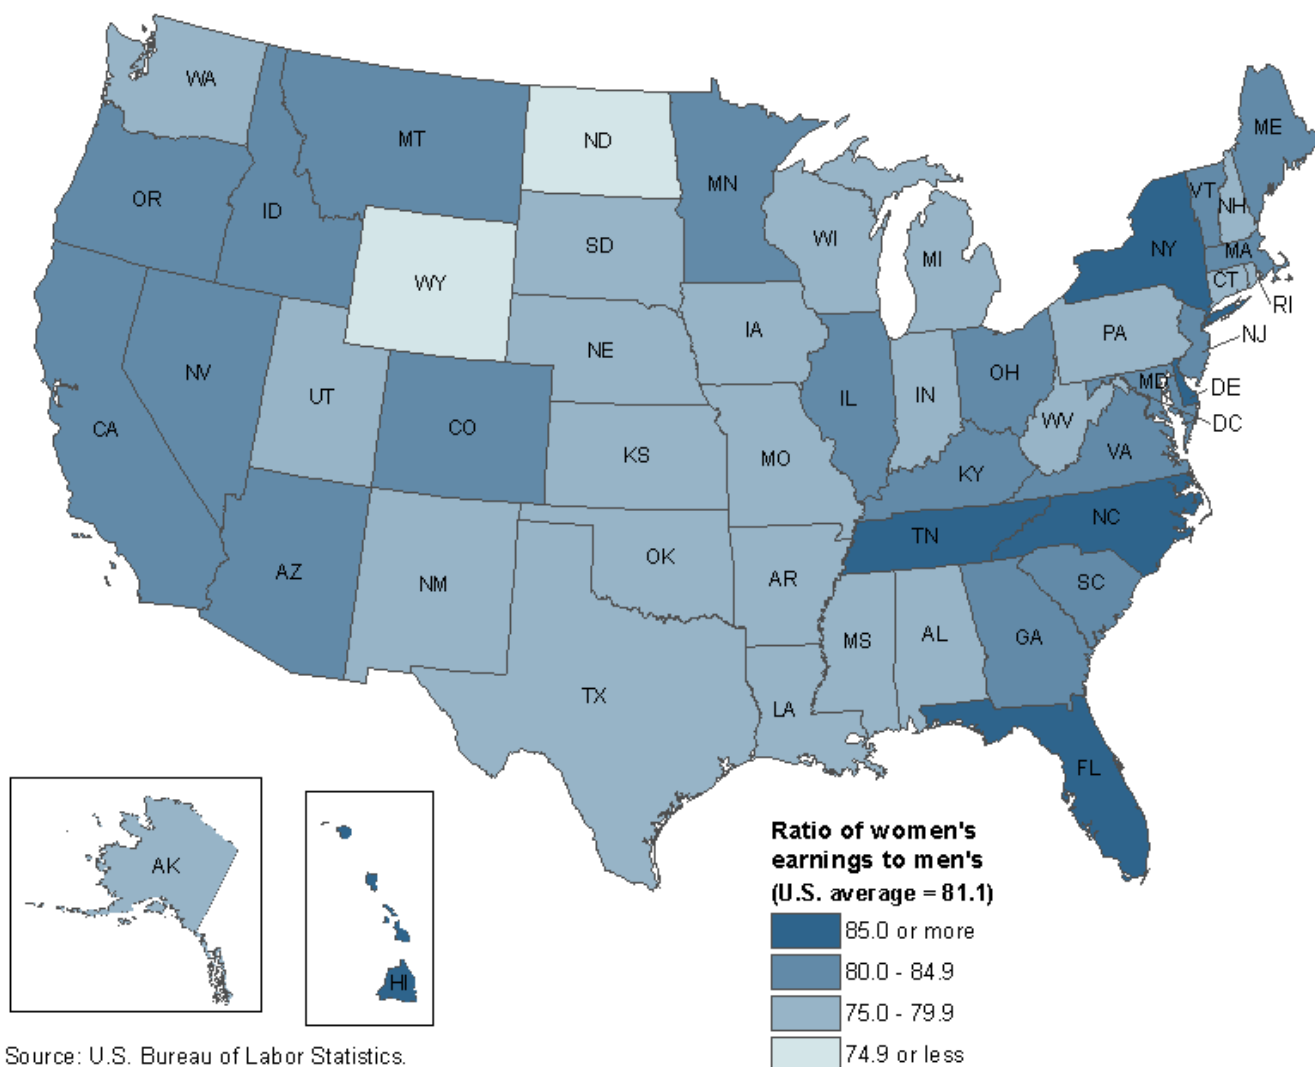 WA
MT
ND
MN
ME
OR
ID
SD
WI
MI
NY
VT
NH
MA
CT
RI
WY
IA
PA
NJ
NE
NV
UT
CO
IL
IN
OH
MD
DE
DC
CA
KS
MO
WV
VA
KY
AZ
NM
OK
AR
TN
NC
SC
MS
AL
GA
TX
LA
FL
AK
HI
Ratio of women's
earnings to men's
(U.S. average = 81.1)
85.0 or more
80.0 - 84.9
75.0 - 79.9
74.9 or less
Source: U.S. Bureau of Labor Statistics.